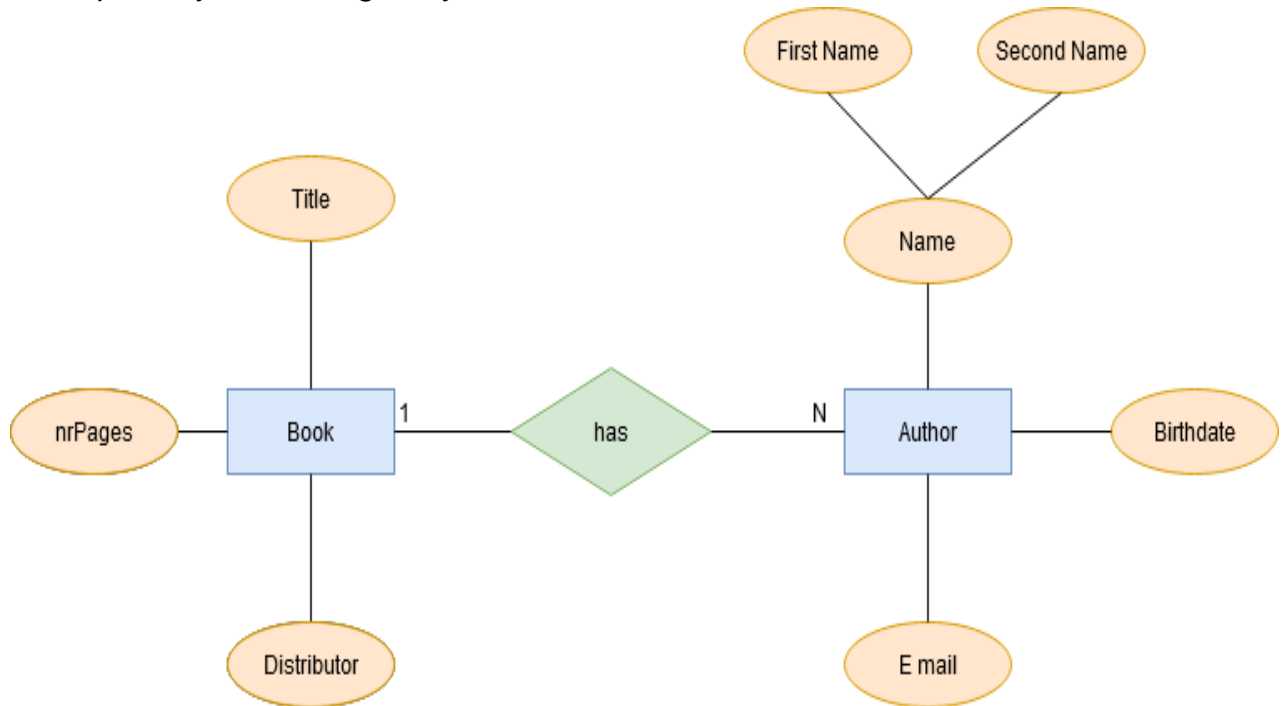 First Name
Second Name
Title
Name
nrPages
Book
1
has
N
Author
Birthdate
Distributor
E mail